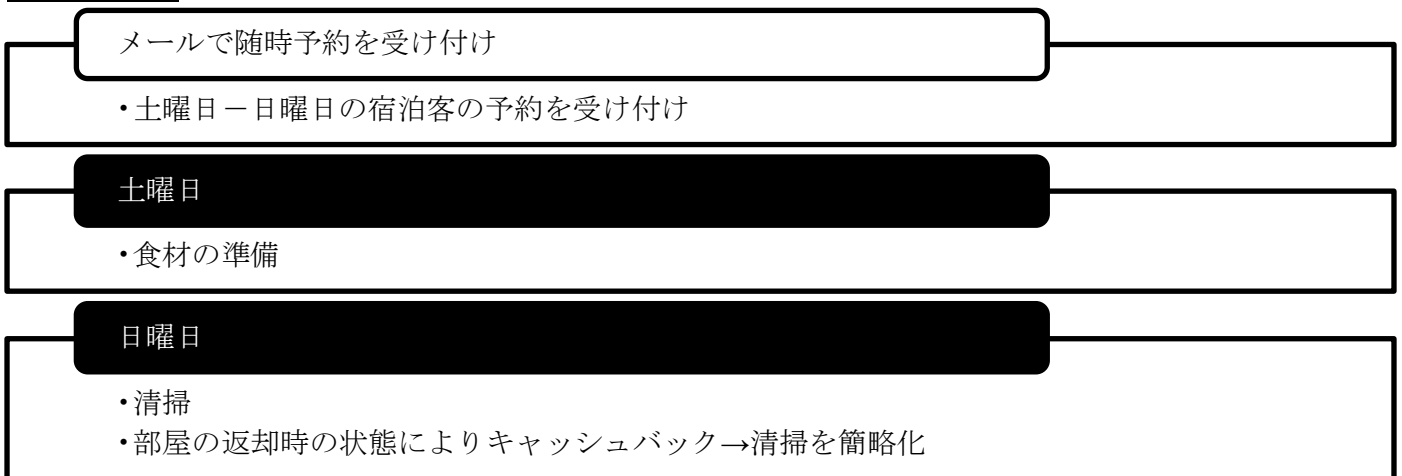 メールで随時予約を受け付け
・土曜日－日曜日の宿泊客の予約を受け付け
土曜日
・食材の準備
日曜日
・清掃
・部屋の返却時の状態によりキャッシュバック→清掃を簡略化